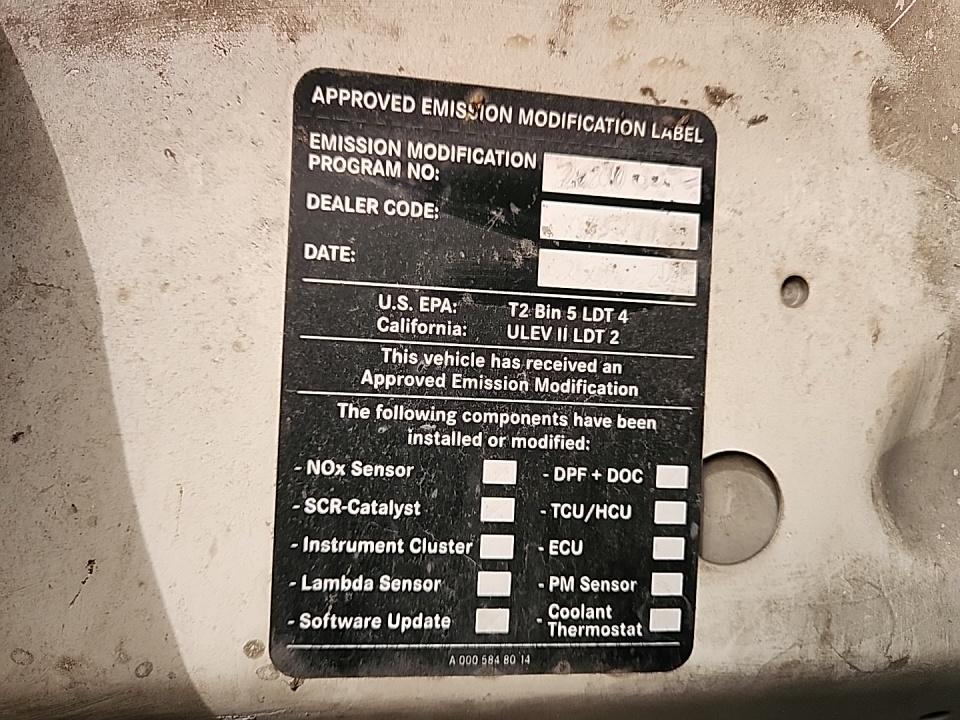 APPROVED EMISSION MODIFICATION LABEL
EMISSION MODIFICATION
PROGRAM NO:
DEALER CODE:
DATE:
U.S. EPA: T2 Bin 5 LDT 4
California: ULEV II LDT 2
This vehicle has received an
Approved Emission Modification
The following components have been
installed or modified:
- NOx Sensor - DPF + DOC
- SCR-Catalyst - TCU/HCU
- Instrument Cluster - ECU
- Lambda Sensor - PM Sensor
- Software Update - Coolant
Thermostat
A 000 584 80 14